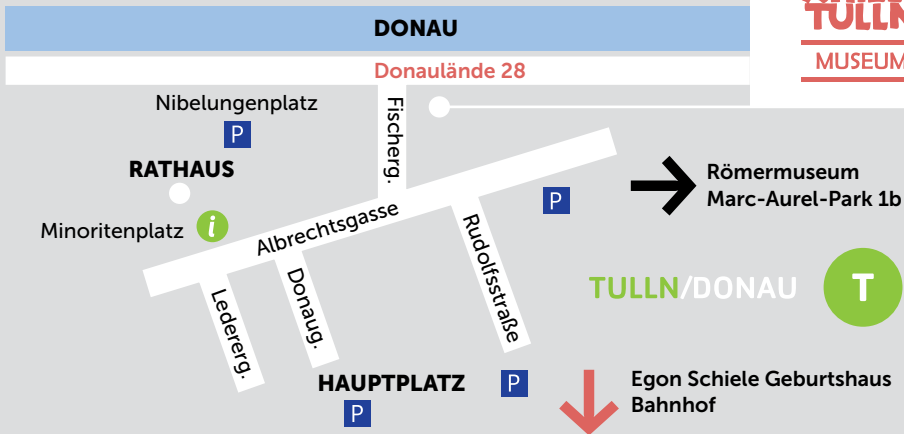 DONAU
TULLN
MUSEUM
Donaulände 28
Nibelungenplatz
P
Fischerg.
RATHAUS
Römermuseum
Marc-Aurel-Park 1b
P
Minoritenplatz
i
Albrechtsgasse
Rudolfsstraße
Ledererg.
Donaug.
TULLN/DONAU
T
HAUPTPLATZ
P
P
Egon Schiele Geburtshaus
Bahnhof